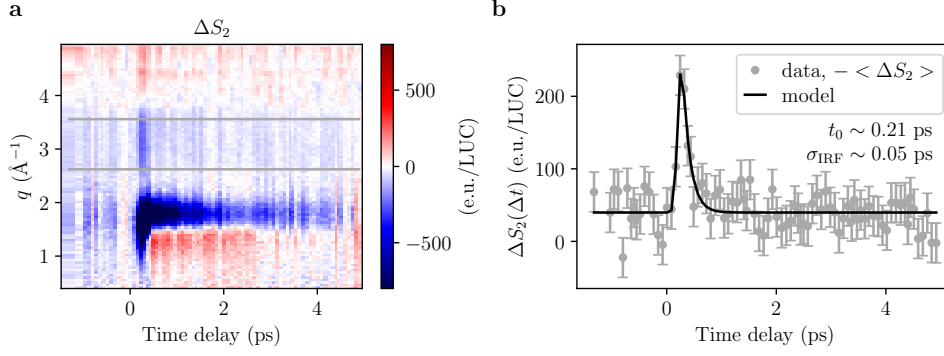 a
ΔS₂
4
3
2
1
q (Å⁻¹)
0
2
4
Time delay (ps)
500
0
−500
(e.u./LUC)
b
200
100
0
ΔS₂(Δt) (e.u./LUC)
0
2
4
Time delay (ps)
data, − < ΔS₂ >
model
t₀ ∼ 0.21 ps
σ_IRF ∼ 0.05 ps